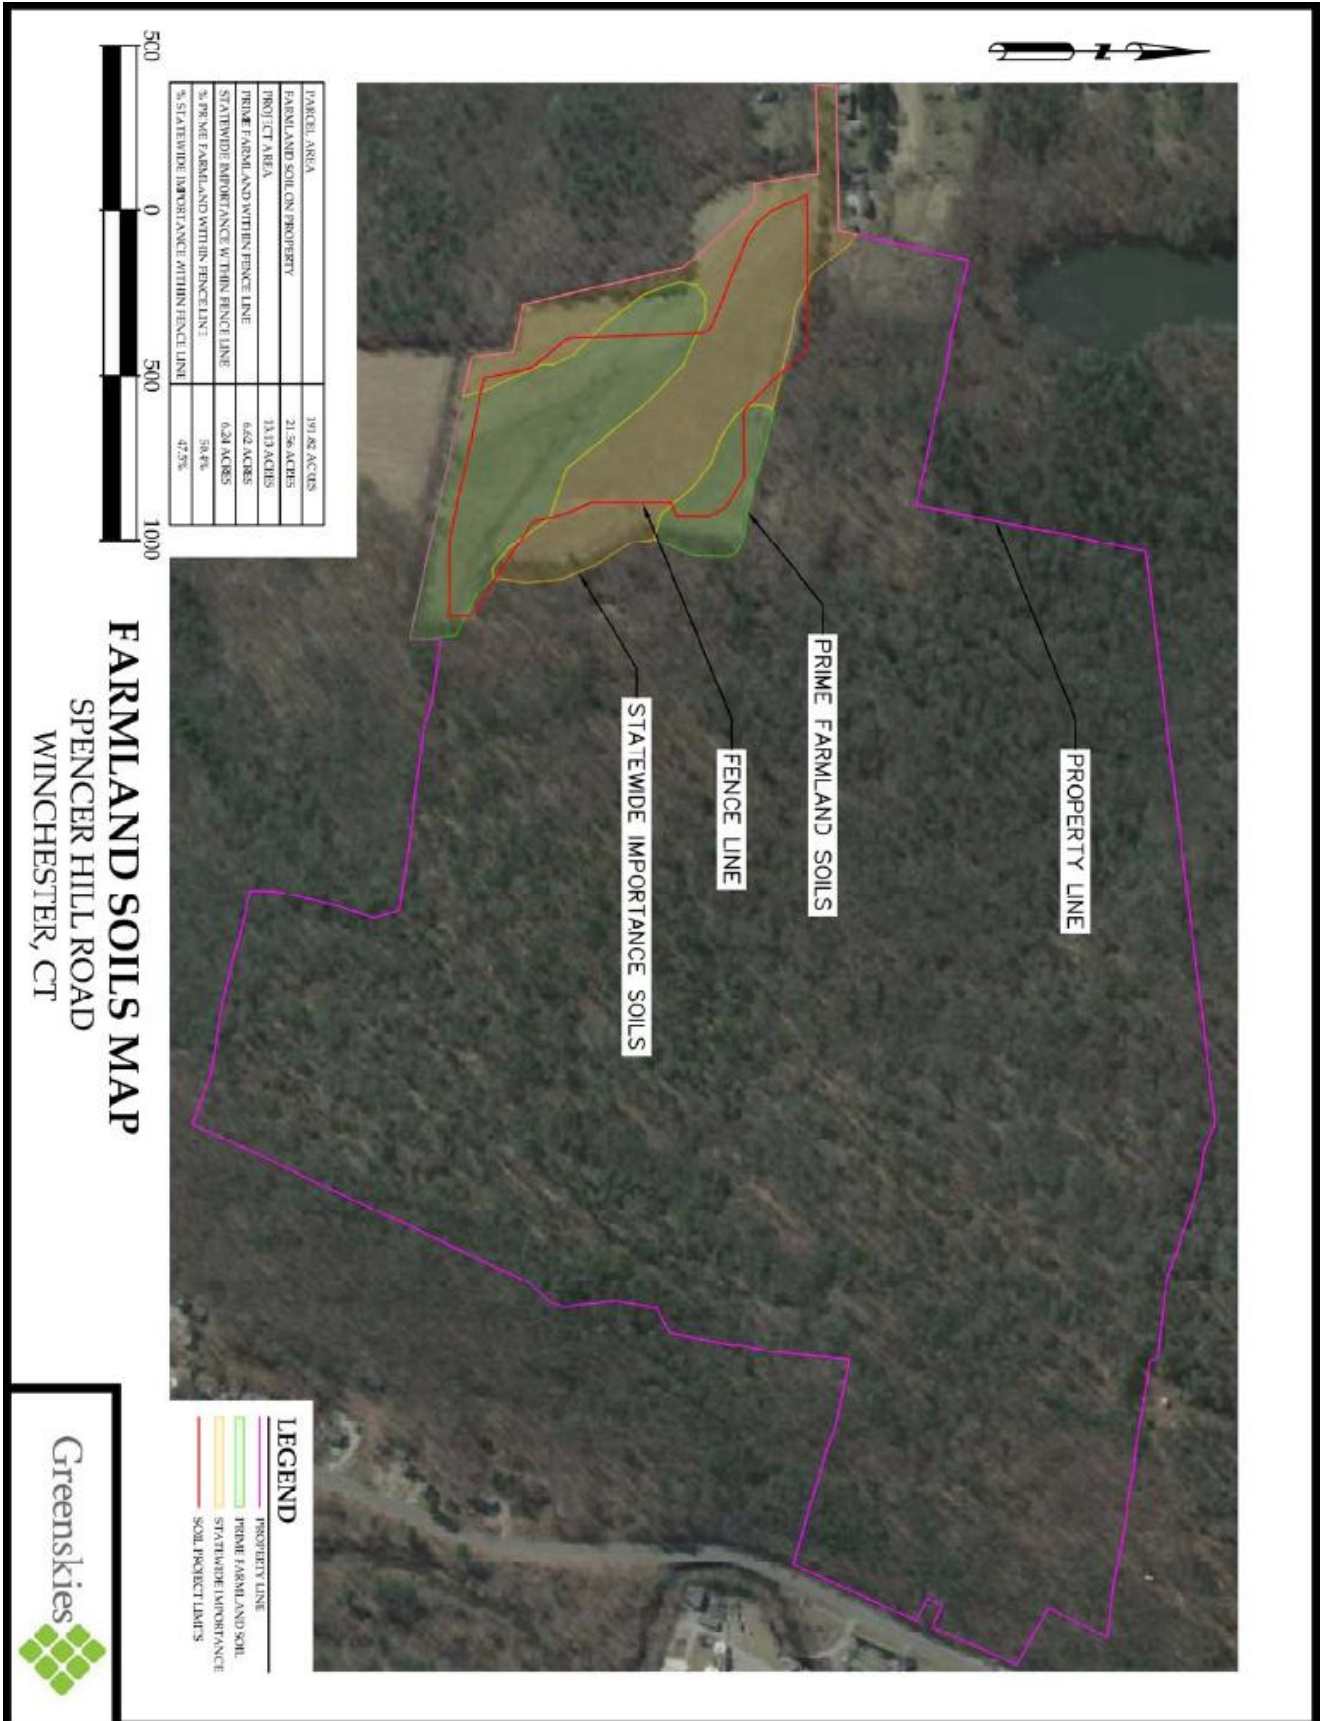 N
PROPERTY LINE
PRIME FARMLAND SOILS
FENCE LINE
STATEWIDE IMPORTANCE SOILS
PARCEL AREA 191.82 ACRES
FARMLAND SOIL ON PROPERTY 21.56 ACRES
PROJECT AREA 13.13 ACRES
PRIME FARMLAND WITHIN FENCE LINE 6.62 ACRES
STATEWIDE IMPORTANCE WITHIN FENCE LINE 6.24 ACRES
% PRIME FARMLAND WITHIN FENCE LINE 50.4%
% STATEWIDE IMPORTANCE WITHIN FENCE LINE 47.5%
500 0 500 1000
LEGEND
PROPERTY LINE
PRIME FARMLAND SOIL
STATEWIDE IMPORTANCE
SOIL PROJECT LIMITS
FARMLAND SOILS MAP
SPENCER HILL ROAD
WINCHESTER, CT
Greenskies